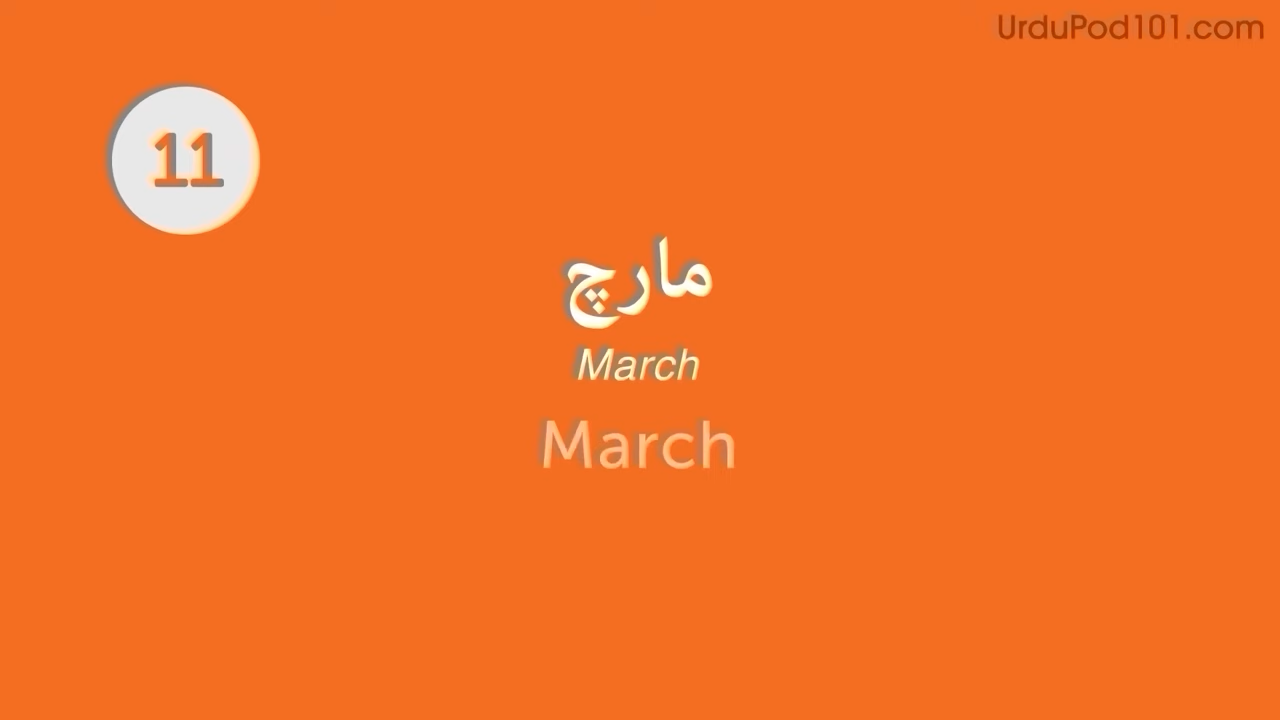 UrduPod101.com
11
مارچ
March
March